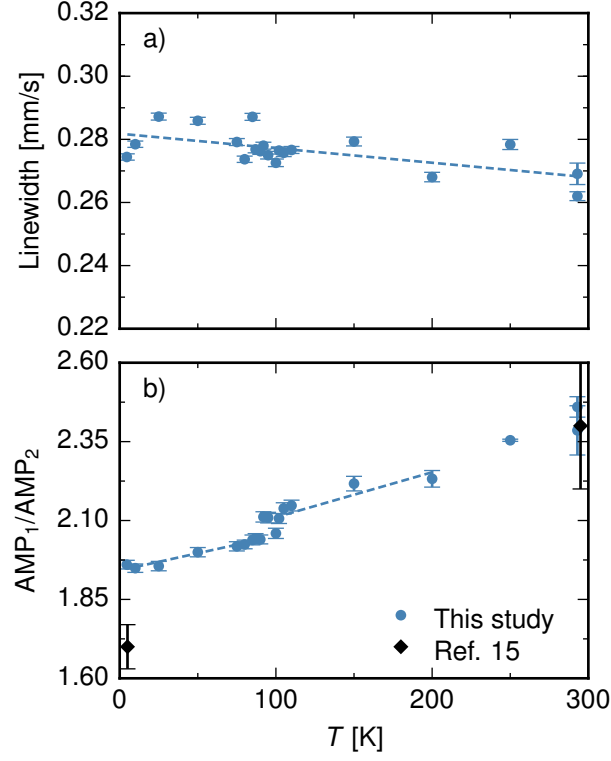 a)
0.32
0.30
0.28
0.26
0.24
0.22
Linewidth [mm/s]
b)
2.60
2.35
2.10
1.85
1.60
AMP₁/AMP₂
This study
Ref. 15
0 100 200 300
T [K]